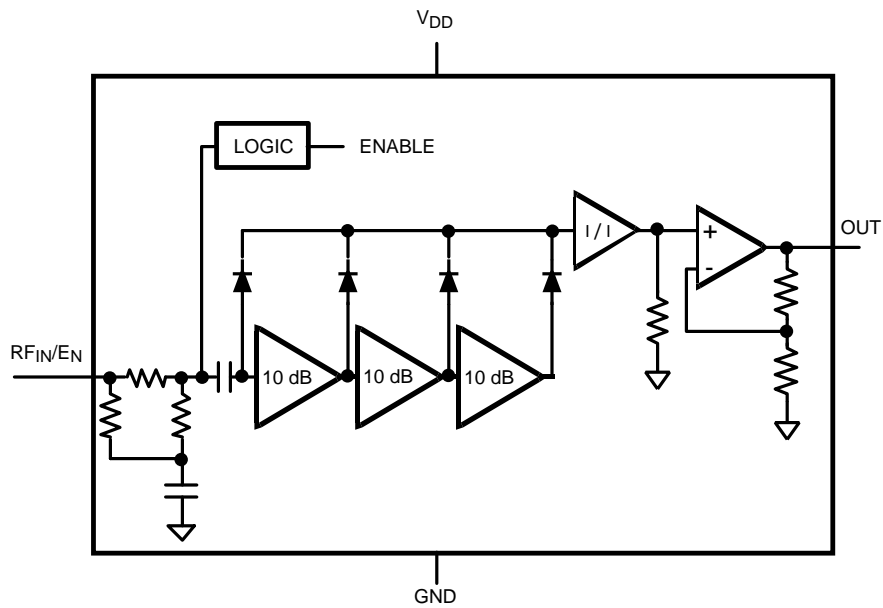 VDD
LOGIC
ENABLE
I / I
+
-
OUT
RFIN/EN
10 dB
10 dB
10 dB
GND